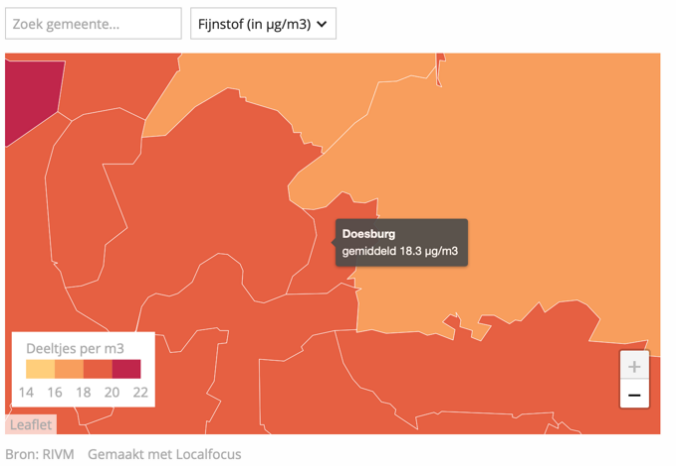 Zoek gemeente...
Fijnstof (in µg/m3)
Doesburg
gemiddeld 18.3 µg/m3
Deeltjes per m3
14 16 18 20 22
+
−
Leaflet
Bron: RIVM Gemaakt met Localfocus